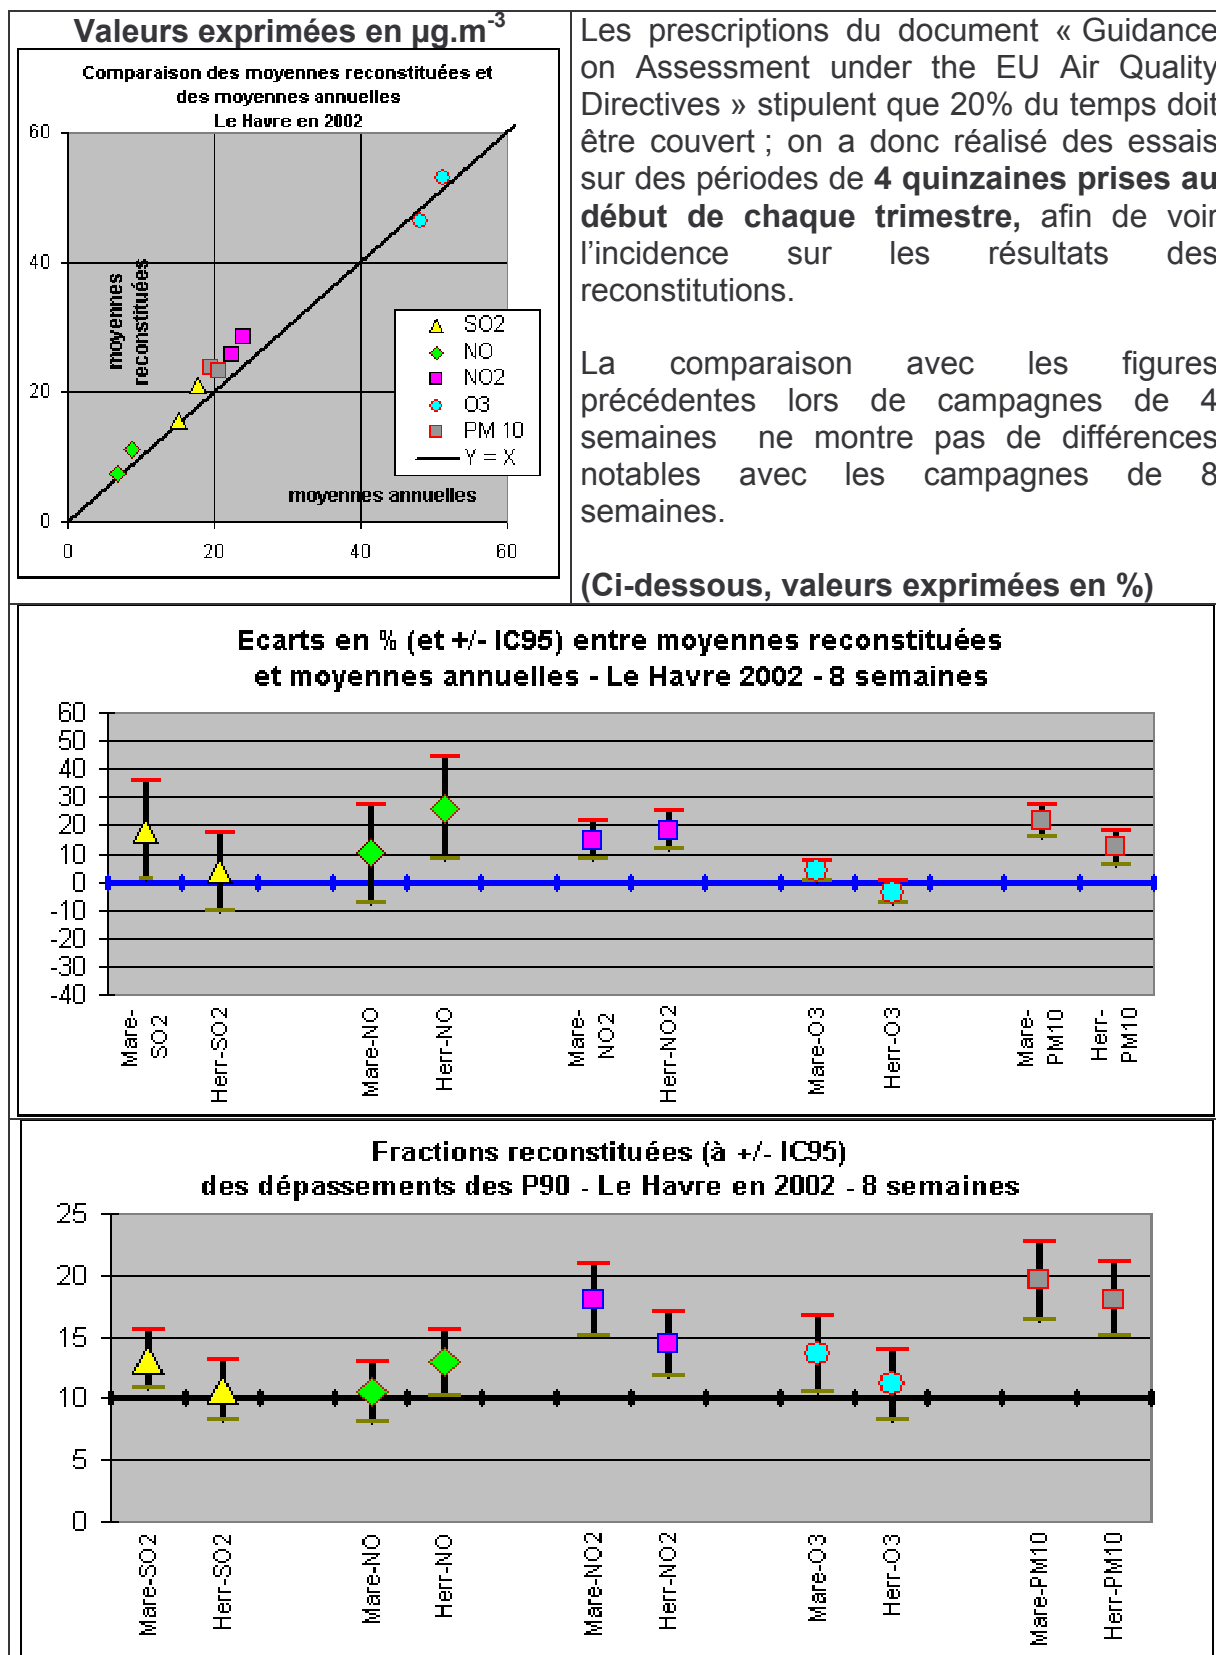 Valeurs exprimées en µg.m-3
Comparaison des moyennes reconstituées et
des moyennes annuelles
Le Havre en 2002
60
40
20
0
0 20 40 60
moyennes
reconstituées
moyennes annuelles
SO2
NO
NO2
O3
PM 10
Y = X
Les prescriptions du document « Guidance
on Assessment under the EU Air Quality
Directives » stipulent que 20% du temps doit
être couvert ; on a donc réalisé des essais
sur des périodes de 4 quinzaines prises au
début de chaque trimestre, afin de voir
l'incidence sur les résultats des
reconstitutions.
La comparaison avec les figures
précédentes lors de campagnes de 4
semaines ne montre pas de différences
notables avec les campagnes de 8
semaines.
(Ci-dessous, valeurs exprimées en %)
Ecarts en % (et +/- IC95) entre moyennes reconstituées
et moyennes annuelles - Le Havre 2002 - 8 semaines
60
50
40
30
20
10
0
-10
-20
-30
-40
Mare-
SO2
Herr-SO2
Mare-NO
Herr-NO
Mare-
NO2
Herr-NO2
Mare-O3
Herr-O3
Mare-
PM10
Herr-
PM10
Fractions reconstituées (à +/- IC95)
des dépassements des P90 - Le Havre en 2002 - 8 semaines
25
20
15
10
5
0
Mare-SO2
Herr-SO2
Mare-NO
Herr-NO
Mare-NO2
Herr-NO2
Mare-O3
Herr-O3
Mare-PM10
Herr-PM10